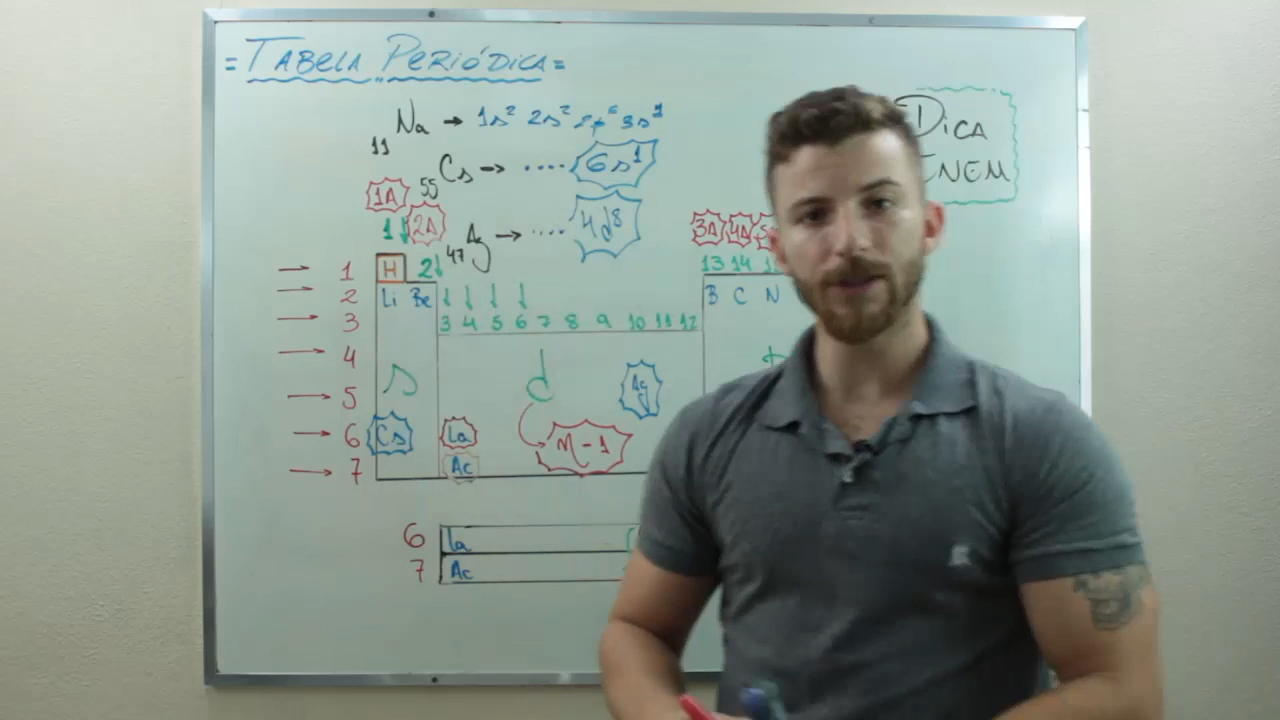 = TABELA PERIÓDICA =
DICA
ENEM
11 Na → 1s² 2s² 2p⁶ 3s¹
55 Cs → ..... 6s¹
47 Ag → .... 4d⁸
1A 2A 3A 4A 5
1 2 13 14 1
1 H
2 Li Be B C N
3 3 4 5 6 7 8 9 10 11 12
4
5 s d Ag
6 Cs La n-1
7 Ac
6 La
7 Ac